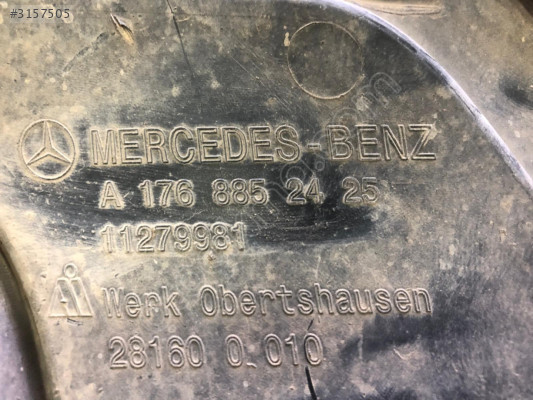 #3157505
MERCEDES-BENZ
A 176 885 24 25
11279981
Werk Obertshausen
28160 0.010